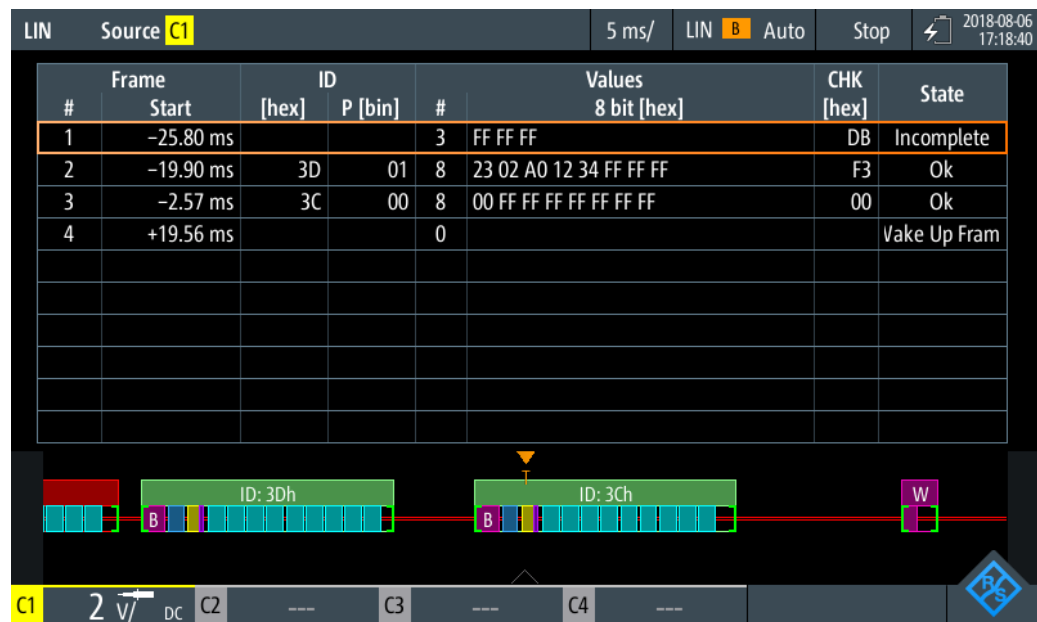 LIN Source C1 5 ms/ LIN B Auto Stop 2018-08-06
17:18:40
Frame ID Values CHK State
# Start [hex] P [bin] # 8 bit [hex] [hex]
1 −25.80 ms 3 FF FF FF DB Incomplete
2 −19.90 ms 3D 01 8 23 02 A0 12 34 FF FF FF F3 Ok
3 −2.57 ms 3C 00 8 00 FF FF FF FF FF FF FF 00 Ok
4 +19.56 ms 0 Vake Up Fram
T
ID: 3Dh ID: 3Ch W
B B
C1 2 V/ DC C2 --- C3 --- C4 ---
R/S